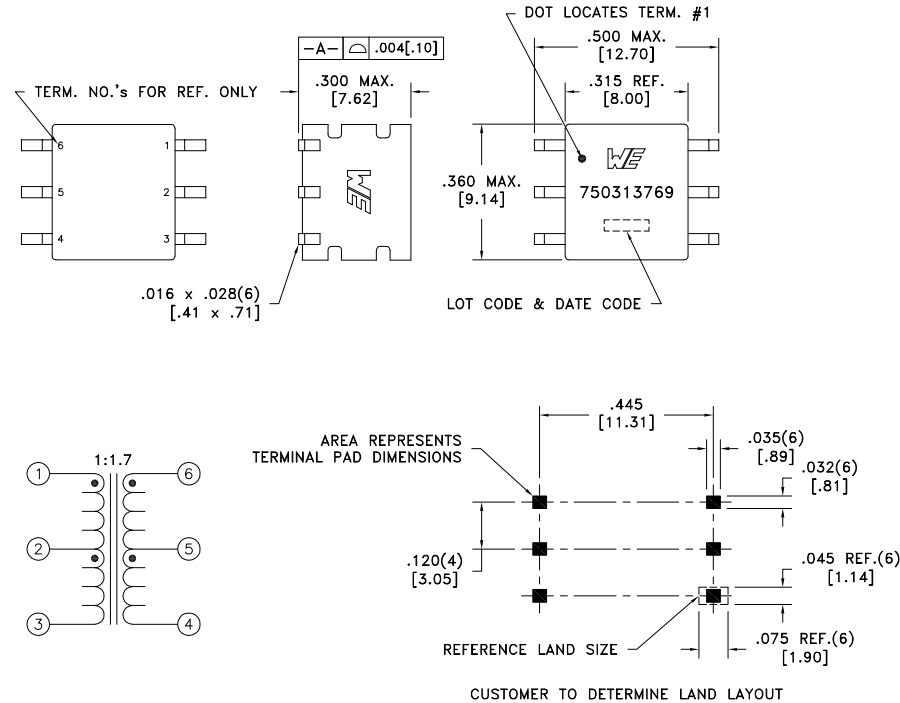 DOT LOCATES TERM. #1
-A- .004[.10]
.500 MAX.
[12.70]
.300 MAX.
[7.62]
.315 REF.
[8.00]
TERM. NO.'s FOR REF. ONLY
6
1
5
2
4
3
WE
WE
750313769
.360 MAX.
[9.14]
.016 x .028(6)
[.41 x .71]
LOT CODE & DATE CODE
1:1.7
1
6
2
5
3
4
.445
[11.31]
AREA REPRESENTS
TERMINAL PAD DIMENSIONS
.035(6)
[.89]
.032(6)
[.81]
.120(4)
[3.05]
.045 REF.(6)
[1.14]
REFERENCE LAND SIZE
.075 REF.(6)
[1.90]
CUSTOMER TO DETERMINE LAND LAYOUT